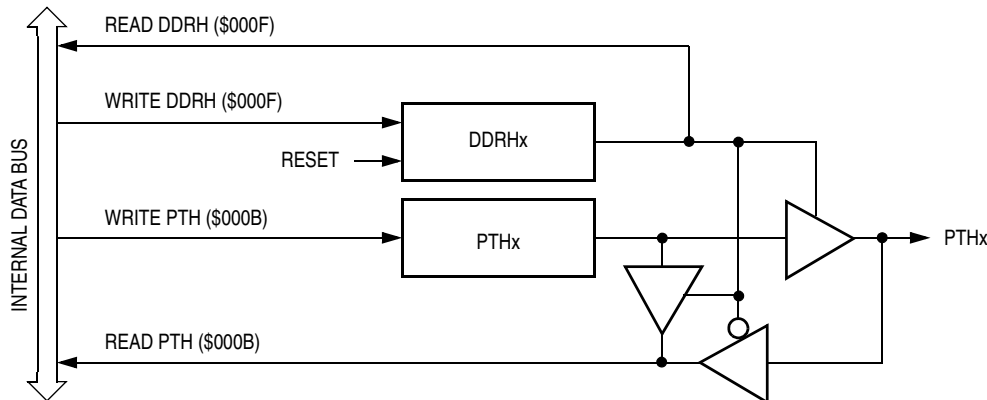 READ DDRH ($000F)
WRITE DDRH ($000F)
DDRHx
RESET
WRITE PTH ($000B)
PTHx
PTHx
READ PTH ($000B)
INTERNAL DATA BUS